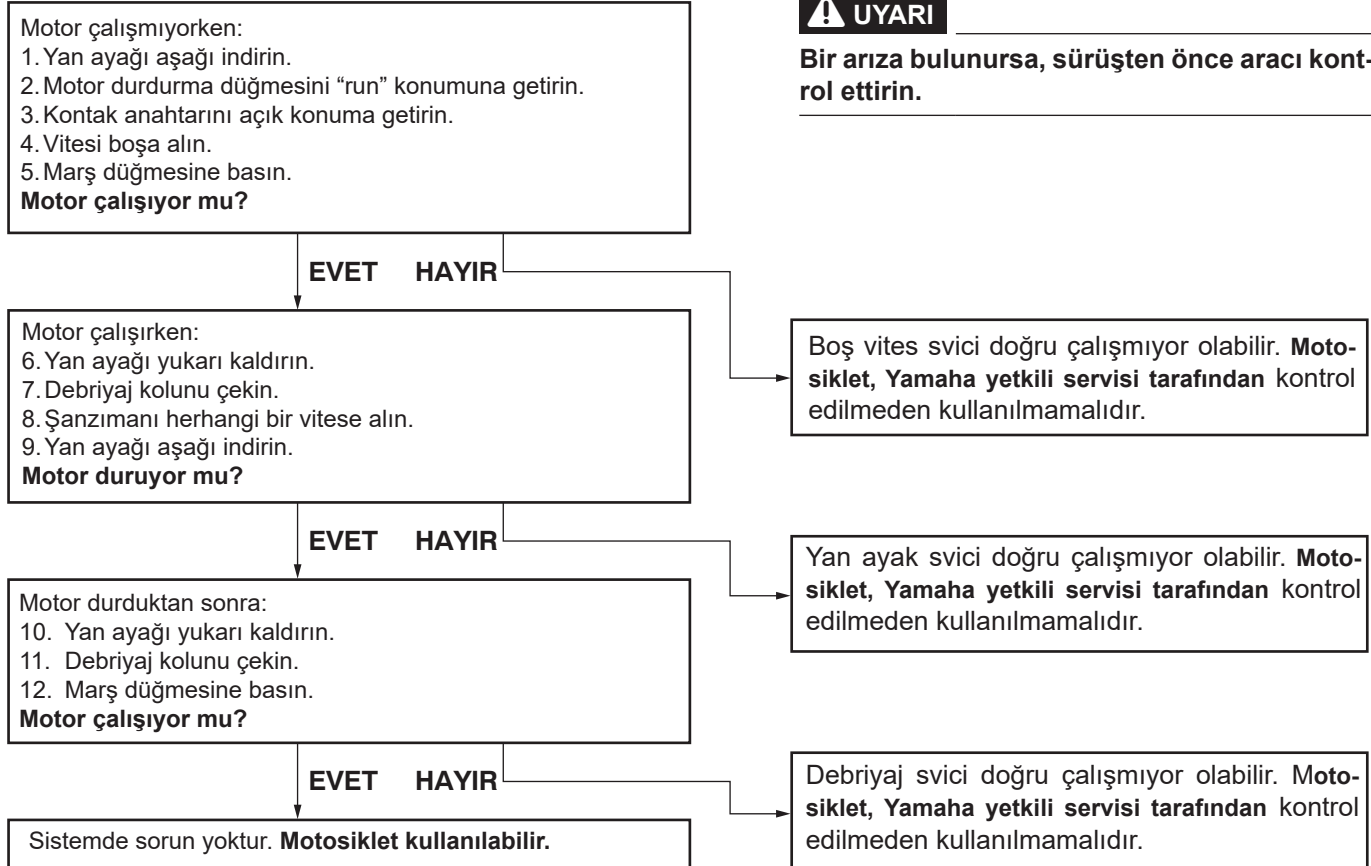 Motor çalışmıyorken:
1.Yan ayağı aşağı indirin.
2.Motor durdurma düğmesini “run” konumuna getirin.
3.Kontak anahtarını açık konuma getirin.
4.Vitesi boşa alın.
5.Marş düğmesine basın.
Motor çalışıyor mu?
UYARI
Bir arıza bulunursa, sürüşten önce aracı kont-
rol ettirin.
EVET HAYIR
Motor çalışırken:
6.Yan ayağı yukarı kaldırın.
7.Debriyaj kolunu çekin.
8.Şanzımanı herhangi bir vitese alın.
9.Yan ayağı aşağı indirin.
Motor duruyor mu?
Boş vites svici doğru çalışmıyor olabilir. Moto-
siklet, Yamaha yetkili servisi tarafından kontrol
edilmeden kullanılmamalıdır.
EVET HAYIR
Motor durduktan sonra:
10. Yan ayağı yukarı kaldırın.
11. Debriyaj kolunu çekin.
12. Marş düğmesine basın.
Motor çalışıyor mu?
Yan ayak svici doğru çalışmıyor olabilir. Moto-
siklet, Yamaha yetkili servisi tarafından kontrol
edilmeden kullanılmamalıdır.
EVET HAYIR
Sistemde sorun yoktur. Motosiklet kullanılabilir.
Debriyaj svici doğru çalışmıyor olabilir. Moto-
siklet, Yamaha yetkili servisi tarafından kontrol
edilmeden kullanılmamalıdır.